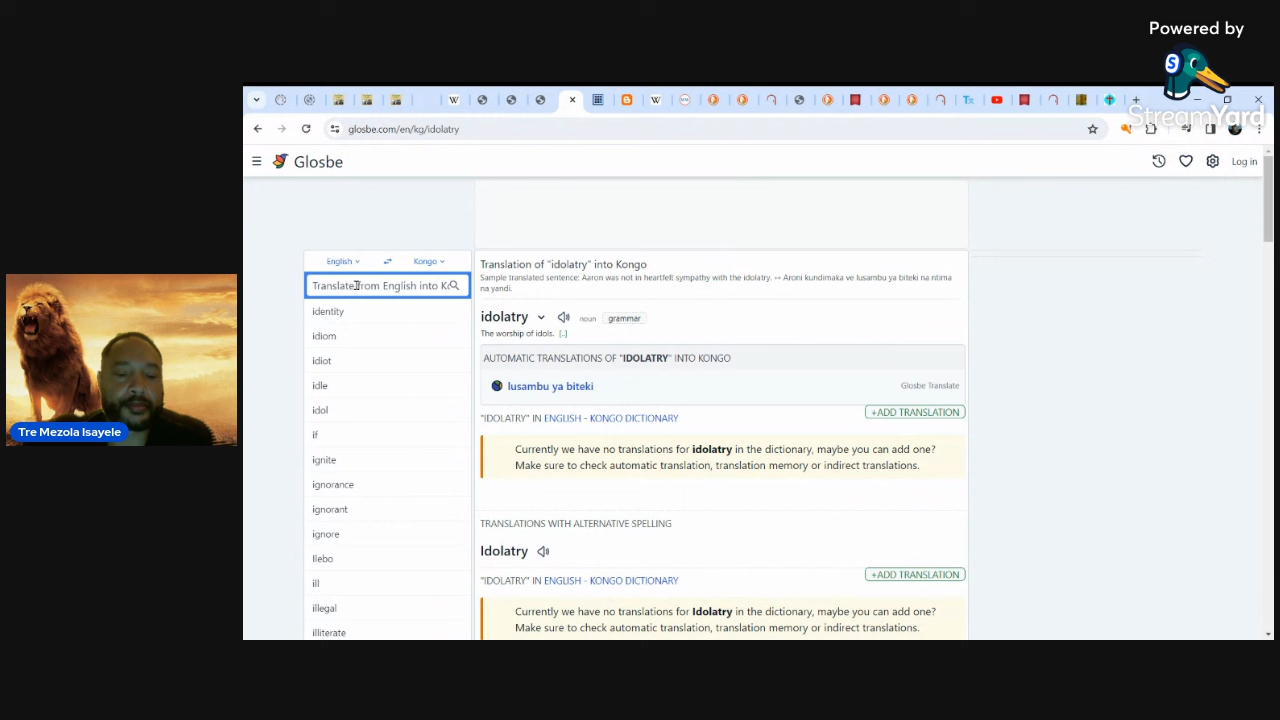 Powered by
StreamYard
glosbe.com/en/kg/idolatry
Glosbe
Log in
English
Kongo
Translate from English into Ko
identity
idiom
idiot
idle
idol
if
ignite
ignorance
ignorant
ignore
Ilebo
ill
illegal
illiterate
Translation of "idolatry" into Kongo
Sample translated sentence: Aaron was not in heartfelt sympathy with the idolatry. ↔ Aroni kundimaka ve lusambu ya biteki na ntima
na yandi.
idolatry noun grammar
The worship of idols. [..]
AUTOMATIC TRANSLATIONS OF "IDOLATRY" INTO KONGO
lusambu ya biteki Glosbe Translate
+ADD TRANSLATION
"IDOLATRY" IN ENGLISH - KONGO DICTIONARY
Currently we have no translations for idolatry in the dictionary, maybe you can add one?
Make sure to check automatic translation, translation memory or indirect translations.
TRANSLATIONS WITH ALTERNATIVE SPELLING
Idolatry
+ADD TRANSLATION
"IDOLATRY" IN ENGLISH - KONGO DICTIONARY
Currently we have no translations for Idolatry in the dictionary, maybe you can add one?
Make sure to check automatic translation, translation memory or indirect translations.
Tre Mezola Isayele